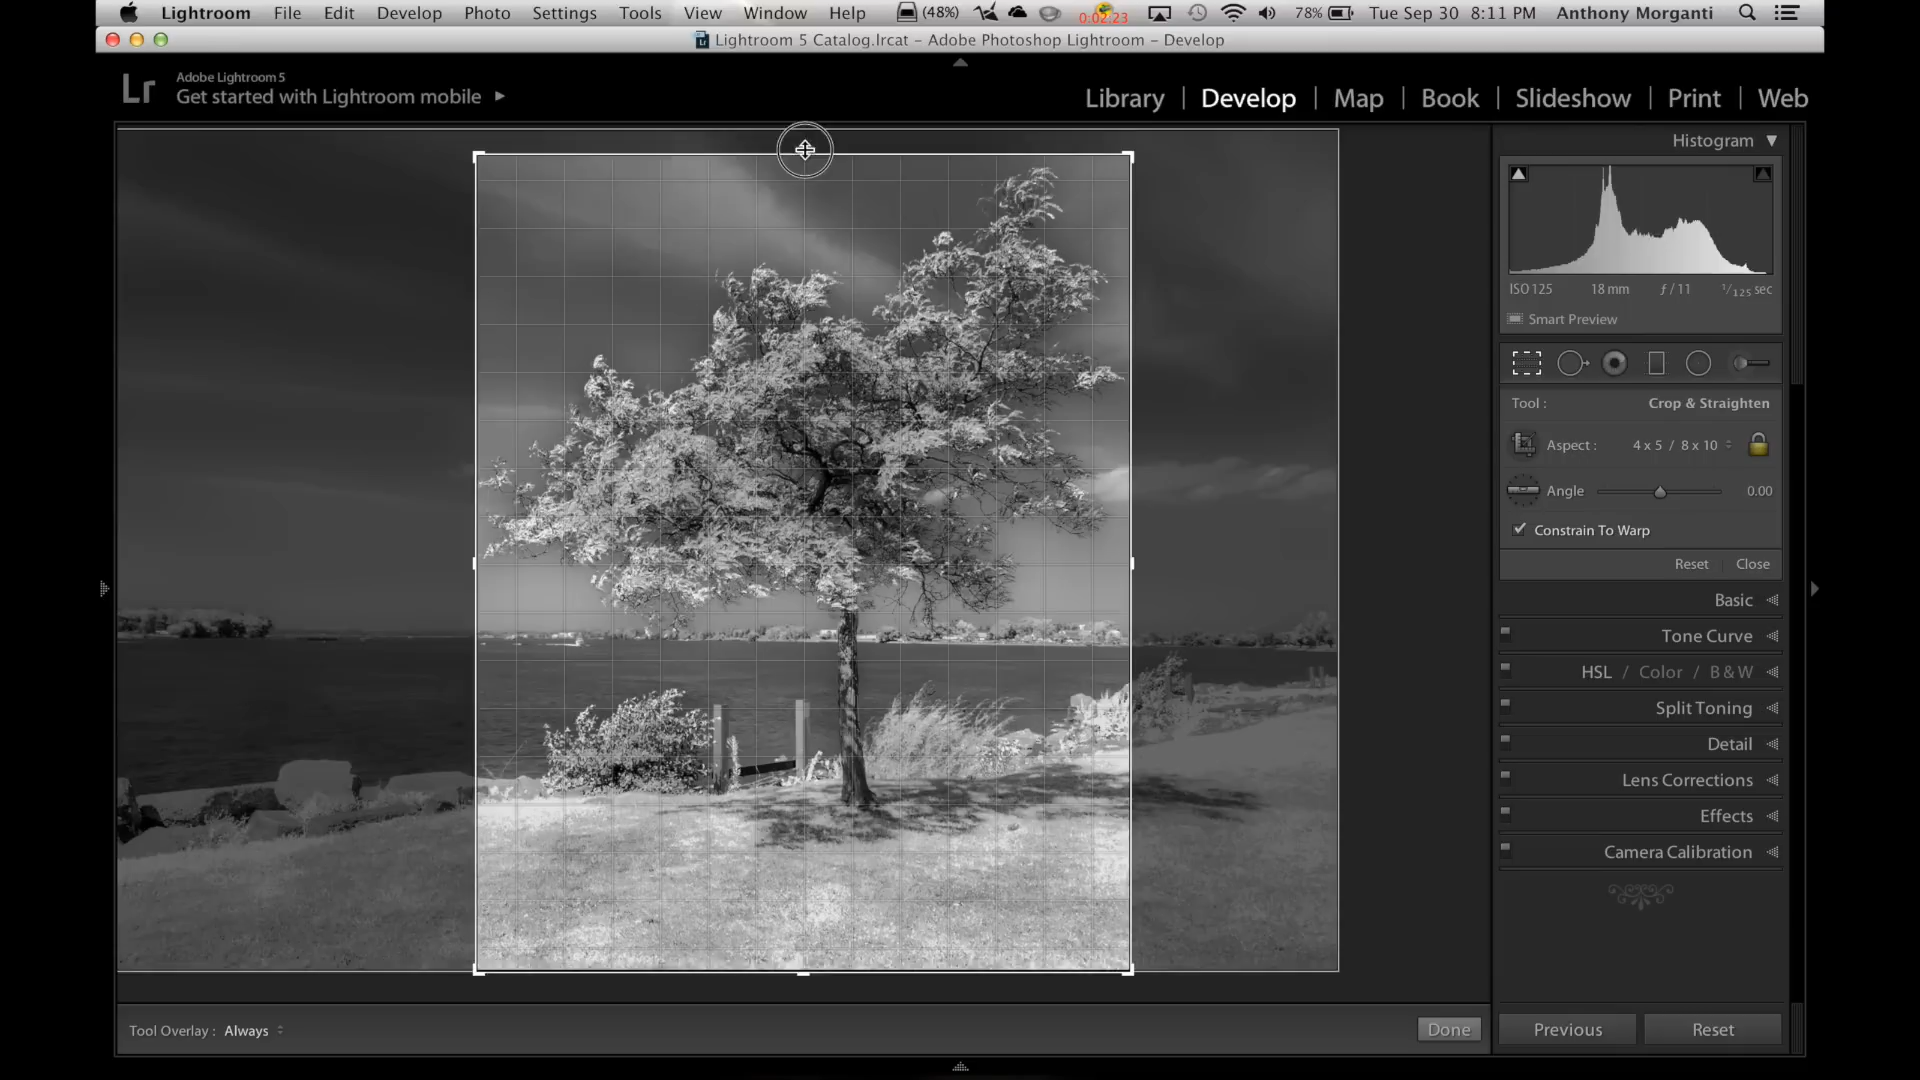 Lightroom File Edit Develop Photo Settings Tools View Window Help (48%) 0:02:23 78% Tue Sep 30 8:11 PM Anthony Morganti
Lightroom 5 Catalog.lrcat – Adobe Photoshop Lightroom – Develop
Lr
Adobe Lightroom 5
Get started with Lightroom mobile
Library | Develop | Map | Book | Slideshow | Print | Web
Histogram
ISO 125 18 mm ƒ / 11 1/125 sec
Smart Preview
Tool : Crop & Straighten
Aspect : 4 x 5 / 8 x 10
Angle 0.00
Constrain To Warp
Reset Close
Basic
Tone Curve
HSL / Color / B & W
Split Toning
Detail
Lens Corrections
Effects
Camera Calibration
Tool Overlay : Always
Done
Previous Reset